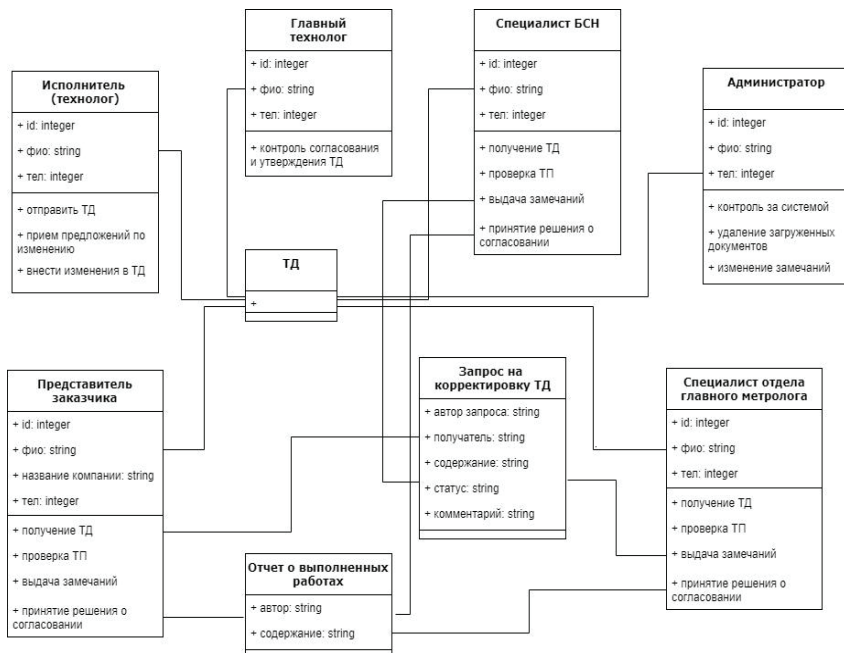 Главный
технолог
+ id: integer
+ фио: string
+ тел: integer
+ контроль согласования
и утверждения ТД
Специалист БСН
+ id: integer
+ фио: string
+ тел: integer
+ получение ТД
+ проверка ТП
+ выдача замечаний
+ принятие решения о
согласовании
Исполнитель
(технолог)
+ id: integer
+ фио: string
+ тел: integer
+ отправить ТД
+ прием предложений по
изменению
+ внести изменения в ТД
Администратор
+ id: integer
+ фио: string
+ тел: integer
+ контроль за системой
+ удаление загруженных
документов
+ изменение замечаний
ТД
+
Представитель
заказчика
+ id: integer
+ фио: string
+ название компании: string
+ тел: integer
+ получение ТД
+ проверка ТП
+ выдача замечаний
+ принятие решения о
согласовании
Запрос на
корректировку ТД
+ автор запроса: string
+ получатель: string
+ содержание: string
+ статус: string
+ комментарий: string
Специалист отдела
главного метролога
+ id: integer
+ фио: string
+ тел: integer
+ получение ТД
+ проверка ТП
+ выдача замечаний
+ принятие решения о
согласовании
Отчет о выполненных
работах
+ автор: string
+ содержание: string